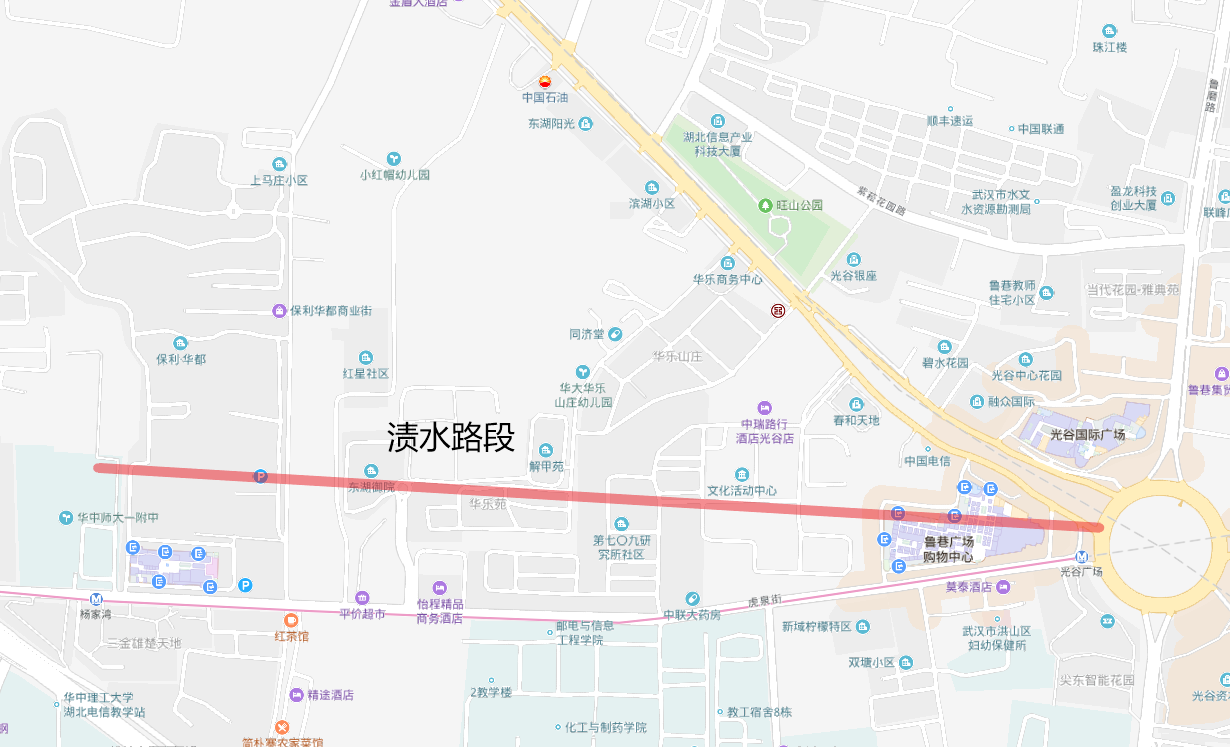 金盾大酒店
珠江楼
鲁磨路
中国石油
东湖阳光
湖北信息产业
科技大厦
顺丰速运
中国联通
上马庄小区
小红帽幼儿园
滨湖小区
旺山公园
紫菘花园路
武汉市水文
水资源勘测局
盈龙科技
创业大厦
华乐商务中心
光谷银座
鲁巷教师
住宅小区
当代花园·雅典苑
保利华都商业街
同济堂
保利·华都
红星社区
华乐山庄
碧水花园
光谷中心花园
华大华乐
山庄幼儿园
融众国际
中瑞路行
酒店光谷店
春和天地
渍水路段
光谷国际广场
解甲苑
中国电信
东湖御院
P
文化活动中心
华乐苑
华中师大一附中
第七〇九研
究所社区
鲁巷广场
购物中心
光谷广场
P
莫泰酒店
杨家湾
平价超市
怡程精品
商务酒店
中联大药房
虎泉街
红茶馆
邮电与信息
工程学院
新域柠檬特区
武汉市洪山区
妇幼保健所
三金雄楚天地
双塘小区
尖东智能花园
华中理工大学
湖北电信教学站
精途酒店
2教学楼
教工宿舍8栋
化工与制药学院
简朴寨农家菜馆